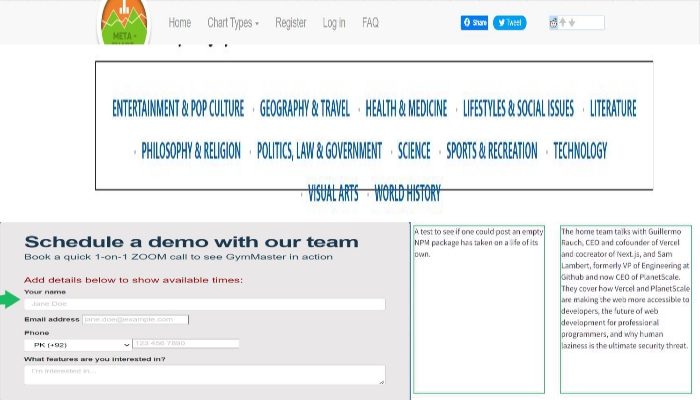 Home Chart Types Register Log in FAQ
Share Tweet
META -
ENTERTAINMENT & POP CULTURE · GEOGRAPHY & TRAVEL · HEALTH & MEDICINE · LIFESTYLES & SOCIAL ISSUES · LITERATURE
· PHILOSOPHY & RELIGION · POLITICS, LAW & GOVERNMENT · SCIENCE · SPORTS & RECREATION · TECHNOLOGY
· VISUAL ARTS · WORLD HISTORY
Schedule a demo with our team
Book a quick 1-on-1 ZOOM call to see GymMaster in action
Add details below to show available times:
Your name
Jane Doe
Email address jane.doe@example.com
Phone
PK (+92) 123 456 7890
What features are you interested in?
I'm interested in...
A test to see if one could post an empty
NPM package has taken on a life of its
own.
The home team talks with Guillermo
Rauch, CEO and cofounder of Vercel
and cocreator of Next.js, and Sam
Lambert, formerly VP of Engineering at
Github and now CEO of PlanetScale.
They cover how Vercel and PlanetScale
are making the web more accessible to
developers, the future of web
development for professional
programmers, and why human
laziness is the ultimate security threat.